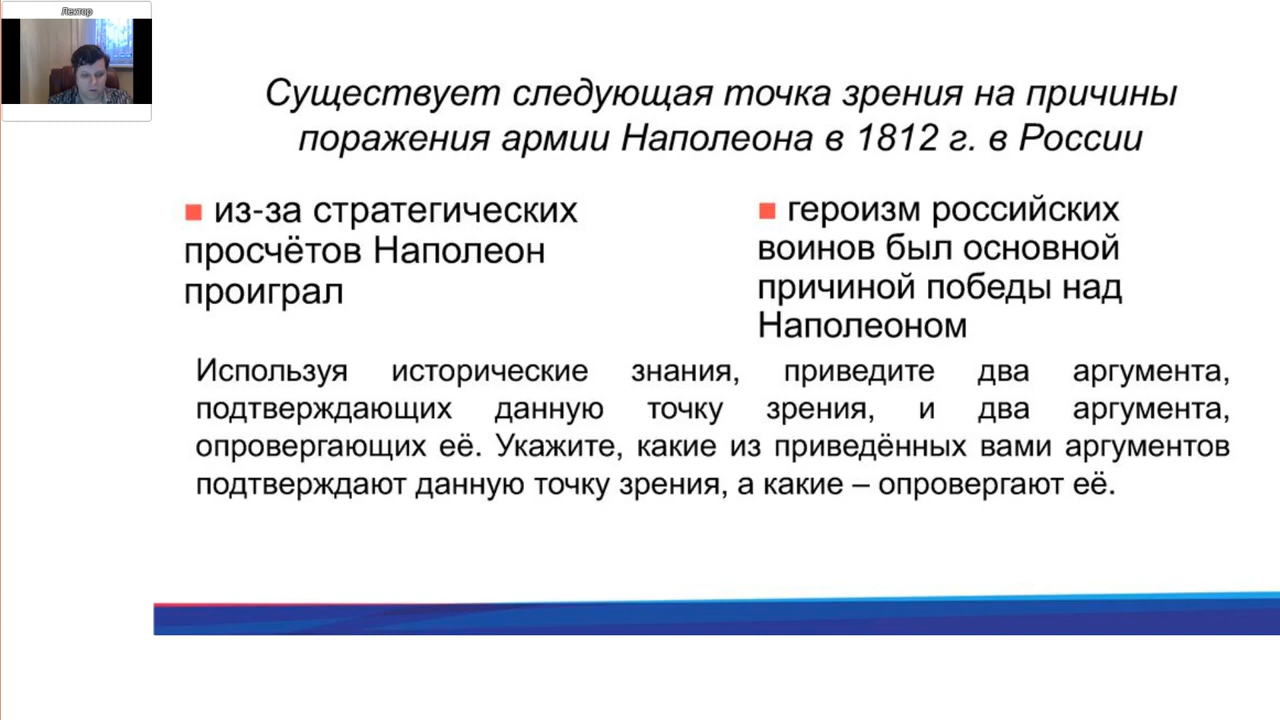 Лектор
Существует следующая точка зрения на причины
поражения армии Наполеона в 1812 г. в России
из-за стратегических
просчётов Наполеон
проиграл
героизм российских
воинов был основной
причиной победы над
Наполеоном
Используя исторические знания, приведите два аргумента,
подтверждающих данную точку зрения, и два аргумента,
опровергающих её. Укажите, какие из приведённых вами аргументов
подтверждают данную точку зрения, а какие – опровергают её.